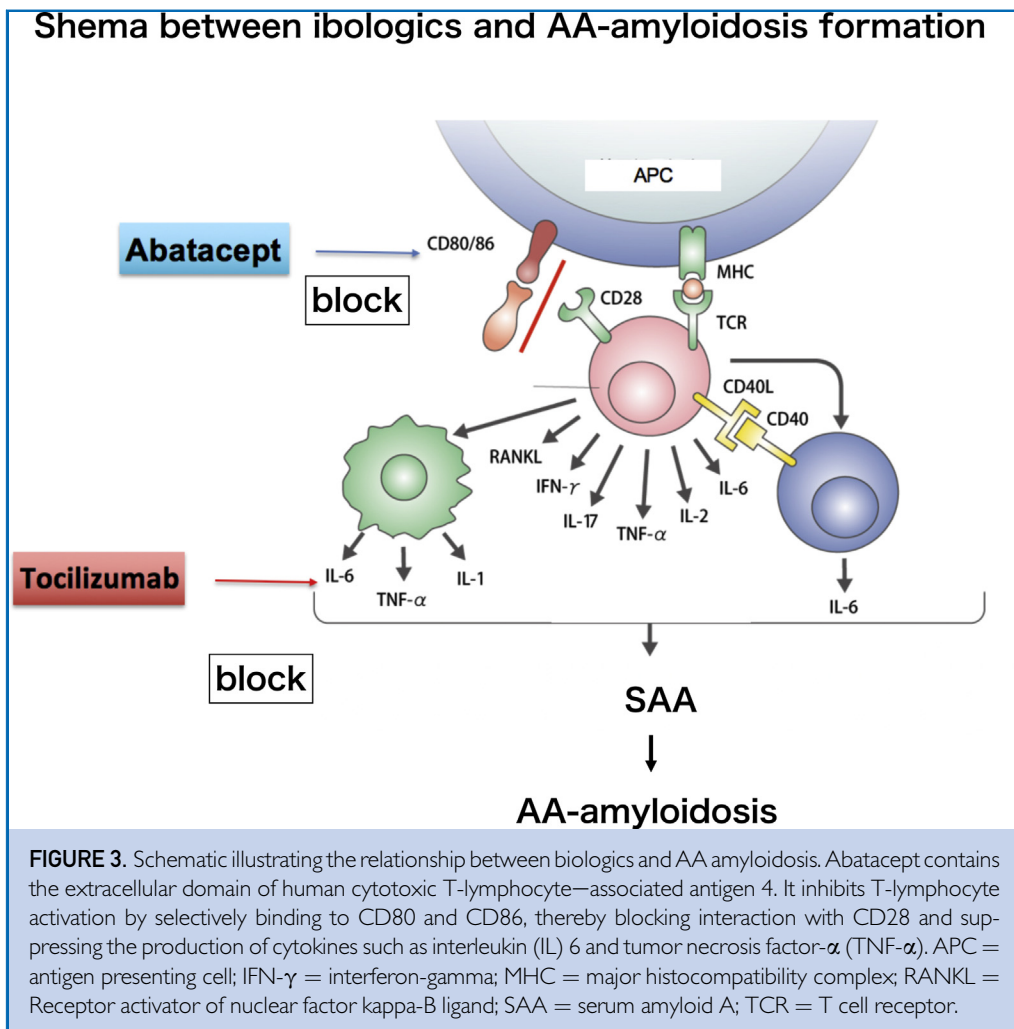 Shema between ibologics and AA-amyloidosis formation
APC
Abatacept
CD80/86
block
MHC
CD28
TCR
CD40L
CD40
RANKL
IFN-γ
IL-17
TNF-α
IL-2
IL-6
Tocilizumab
IL-6
TNF-α
IL-1
IL-6
block
SAA
AA-amyloidosis
FIGURE 3. Schematic illustrating the relationship between biologics and AA amyloidosis. Abatacept contains
the extracellular domain of human cytotoxic T-lymphocyte–associated antigen 4. It inhibits T-lymphocyte
activation by selectively binding to CD80 and CD86, thereby blocking interaction with CD28 and sup-
pressing the production of cytokines such as interleukin (IL) 6 and tumor necrosis factor-α (TNF-α). APC =
antigen presenting cell; IFN-γ = interferon-gamma; MHC = major histocompatibility complex; RANKL =
Receptor activator of nuclear factor kappa-B ligand; SAA = serum amyloid A; TCR = T cell receptor.